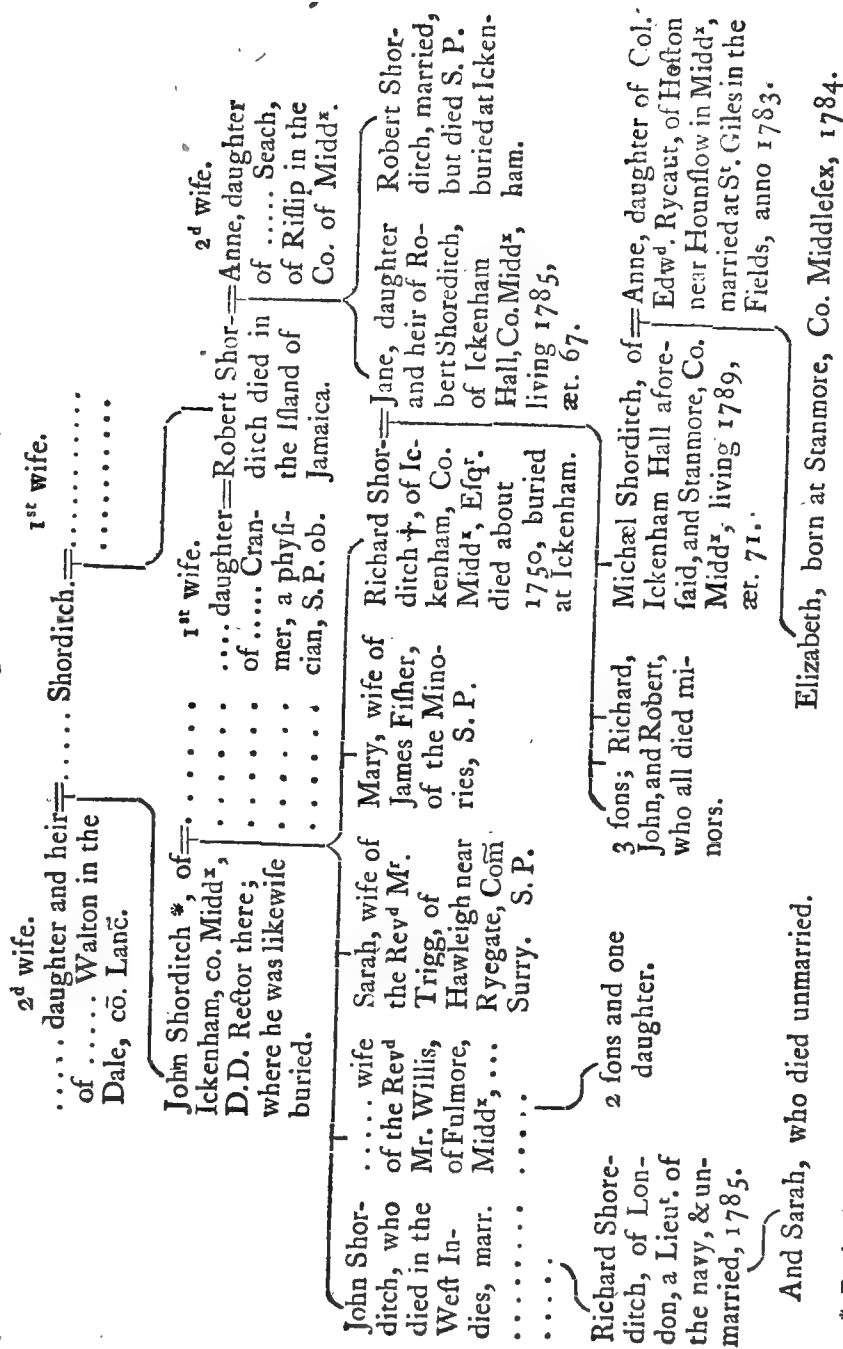 1st wife.
2d wife.
..... daughter and heir=..... Shorditch.=...........
of ..... Walton in the
..........
Dale, cō. Lanc̄.
2d wife.
1st wife.
John Shorditch *, of=.......
Ickenham, co. Middx,
D.D. Rector there;
where he was likewise
buried.
.... daughter=Robert Shor-=Anne, daughter
of ..... Cran-
mer, a phyſi-
cian, S. P. ob.
ditch died in
the Iſland of
Jamaica.
of ...... Seach,
of Riſlip in the
Co. of Middx.
John Shor-
ditch, who
died in the
Weſt In-
dies, marr.
........
.....
...... wife
of the Revd
Mr. Willis,
of Fulmore,
Middx, ...
.....
Sarah, wife of
the Revd Mr.
Trigg, of
Hawleigh near
Ryegate, Com̄
Surry. S. P.
Mary, wife of
James Fiſher,
of the Mino-
ries, S. P.
Richard Shor-=Jane, daughter
ditch †, of Ic-
kenham, Co.
Middx, Eſqr.
died about
1750, buried
at Ickenham.
and heir of Ro-
bert Shoreditch,
of Ickenham
Hall, Co. Middx,
living 1785,
æt. 67.
Robert Shor-
ditch, married,
but died S. P.
buried at Icken-
ham.
Richard Shore-
ditch, of Lon-
don, a Lieut. of
the navy, & un-
married, 1785.
2 ſons and one
daughter.
3 ſons; Richard,
John, and Robert,
who all died mi-
nors.
Michæl Shorditch, of=Anne, daughter of Col.
Ickenham Hall afore-
ſaid, and Stanmore, Co.
Middx, living 1789,
æt. 71.
Edwd. Rycaut, of Heſton
near Hounſlow in Middx,
married at St. Giles in the
Fields, anno 1783.
And Sarah, who died unmarried.
Elizabeth, born at Stanmore, Co. Middleſex, 1784.